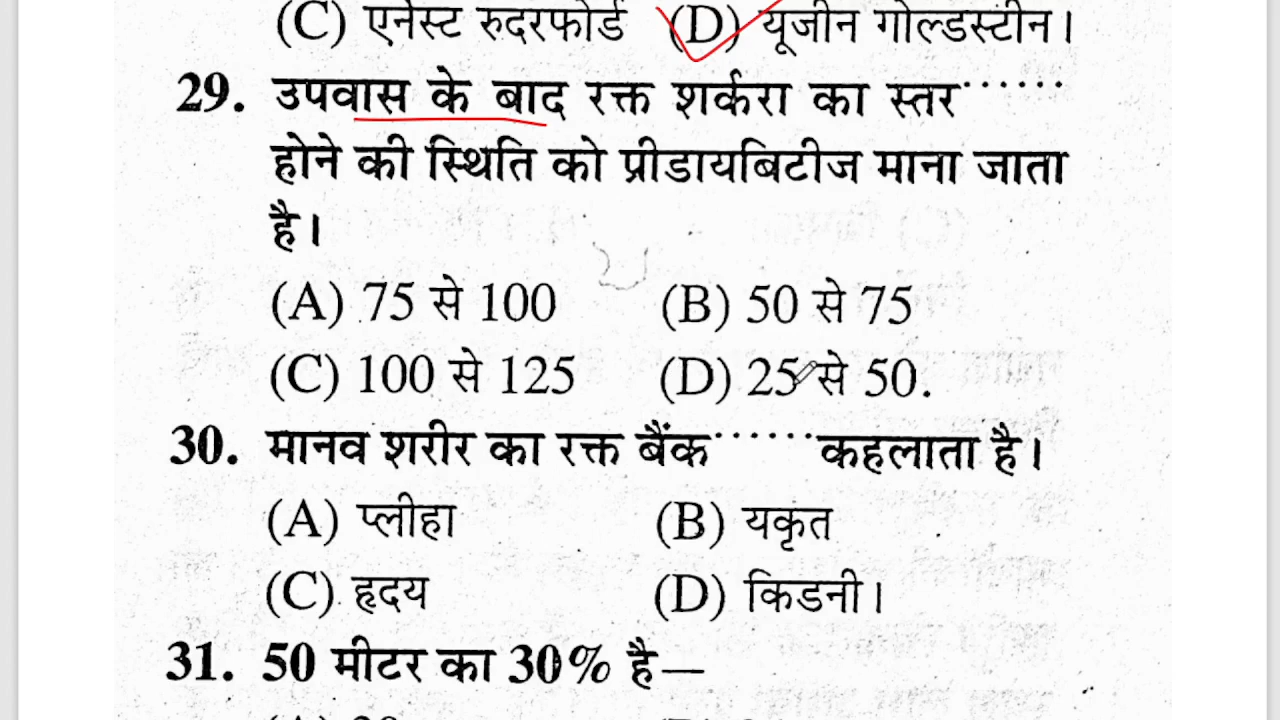 (C) एर्नेस्ट रुदरफोर्ड (D) यूजीन गोल्डस्टीन।
29. उपवास के बाद रक्त शर्करा का स्तर······
होने की स्थिति को प्रीडायबिटीज माना जाता
है।
(A) 75 से 100 (B) 50 से 75
(C) 100 से 125 (D) 25 से 50.
30. मानव शरीर का रक्त बैंक······कहलाता है।
(A) प्लीहा (B) यकृत
(C) हृदय (D) किडनी।
31. 50 मीटर का 30% है—